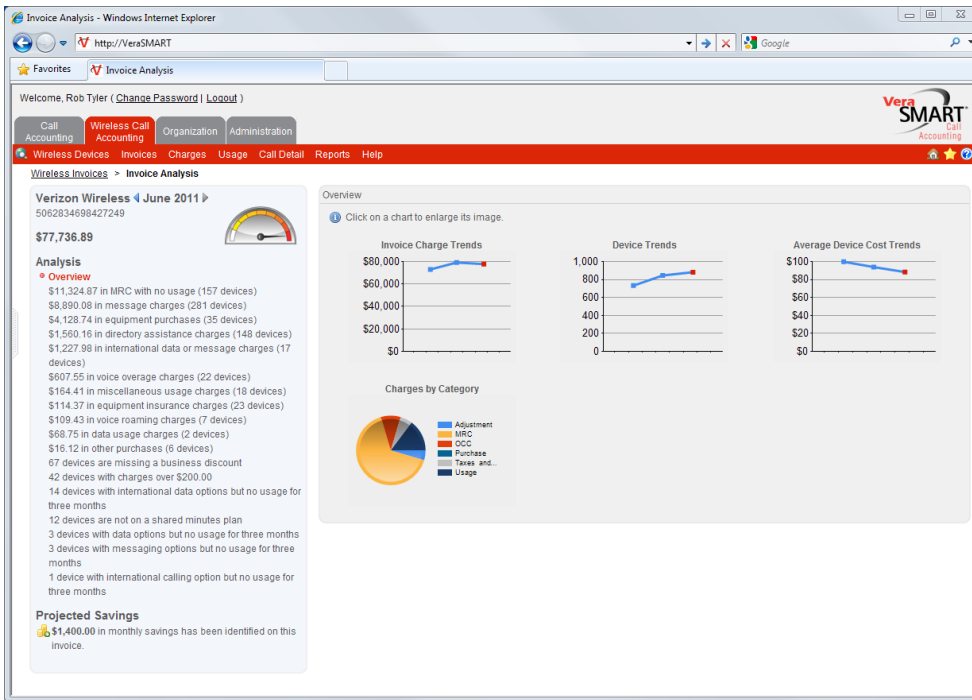 Invoice Analysis - Windows Internet Explorer
http://VeraSMART
Google
Favorites
Invoice Analysis
Welcome, Rob Tyler ( Change Password | Logout )
Vera
SMART
Call
Accounting
Call
Accounting
Wireless Call
Accounting
Organization
Administration
Wireless Devices Invoices Charges Usage Call Detail Reports Help
Wireless Invoices > Invoice Analysis
Verizon Wireless June 2011
5062834698427249
$77,736.89
Analysis
Overview
$11,324.87 in MRC with no usage (157 devices)
$8,890.08 in message charges (281 devices)
$4,128.74 in equipment purchases (35 devices)
$1,560.16 in directory assistance charges (148 devices)
$1,227.98 in international data or message charges (17
devices)
$607.55 in voice overage charges (22 devices)
$164.41 in miscellaneous usage charges (18 devices)
$114.37 in equipment insurance charges (23 devices)
$109.43 in voice roaming charges (7 devices)
$68.75 in data usage charges (2 devices)
$16.12 in other purchases (6 devices)
67 devices are missing a business discount
42 devices with charges over $200.00
14 devices with international data options but no usage for
three months
12 devices are not on a shared minutes plan
3 devices with data options but no usage for three months
3 devices with messaging options but no usage for three
months
1 device with international calling option but no usage for
three months
Projected Savings
$1,400.00 in monthly savings has been identified on this
invoice.
Overview
Click on a chart to enlarge its image.
Invoice Charge Trends
$80,000
$60,000
$40,000
$20,000
$0
Device Trends
1,000
800
600
400
200
0
Average Device Cost Trends
$100
$80
$60
$40
$20
$0
Charges by Category
Adjustment
MRC
OCC
Purchase
Taxes and...
Usage